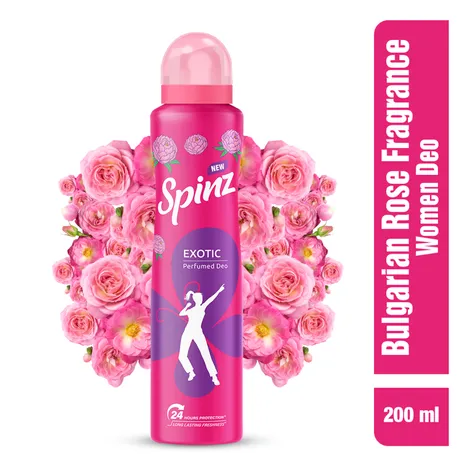 NEW
Spinz
EXOTIC
Perfumed Deo
24 HOURS PROTECTION*
LONG LASTING FRESHNESS*
Bulgarian Rose Fragrance
Women Deo
200 ml